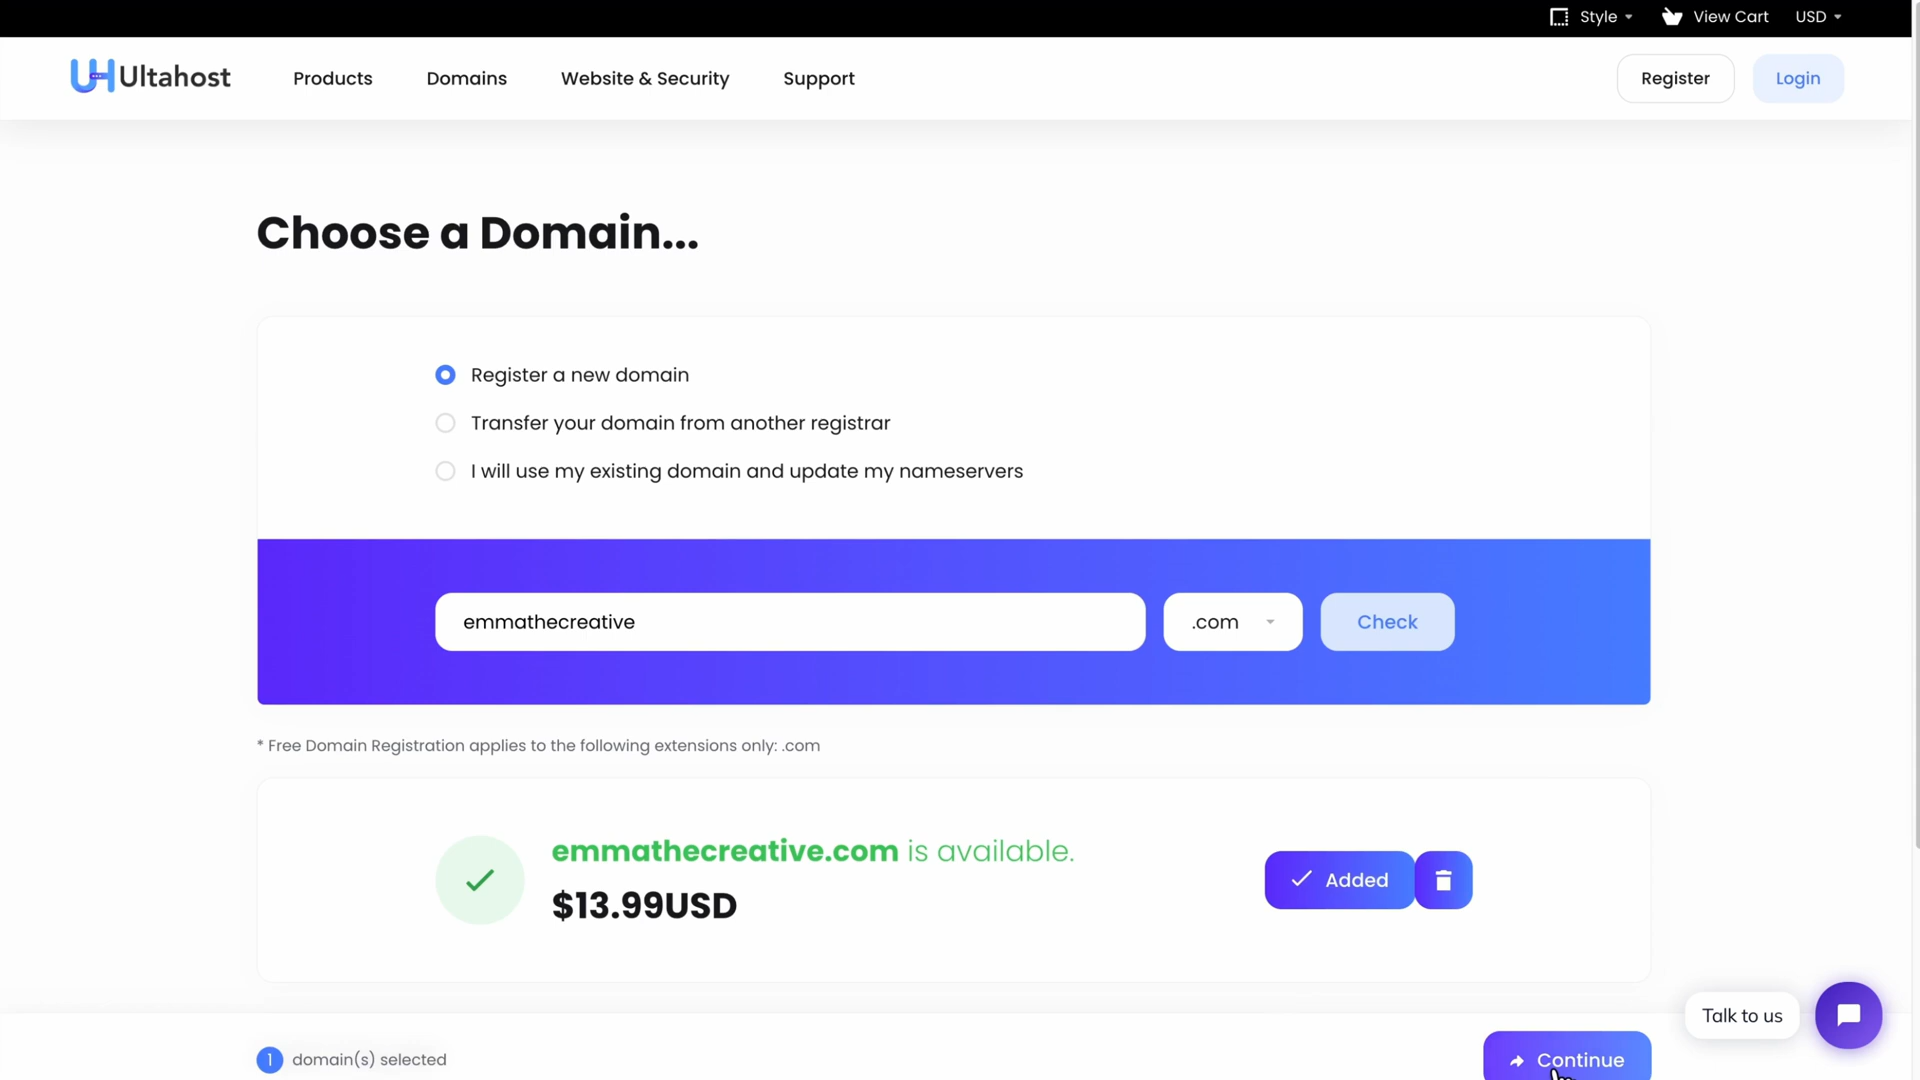 Style
View Cart
USD
Ultahost
Products
Domains
Website & Security
Support
Register
Login
Choose a Domain...
Register a new domain
Transfer your domain from another registrar
I will use my existing domain and update my nameservers
emmathecreative
.com
Check
* Free Domain Registration applies to the following extensions only: .com
emmathecreative.com is available.
$13.99USD
Added
Talk to us
1 domain(s) selected
Continue